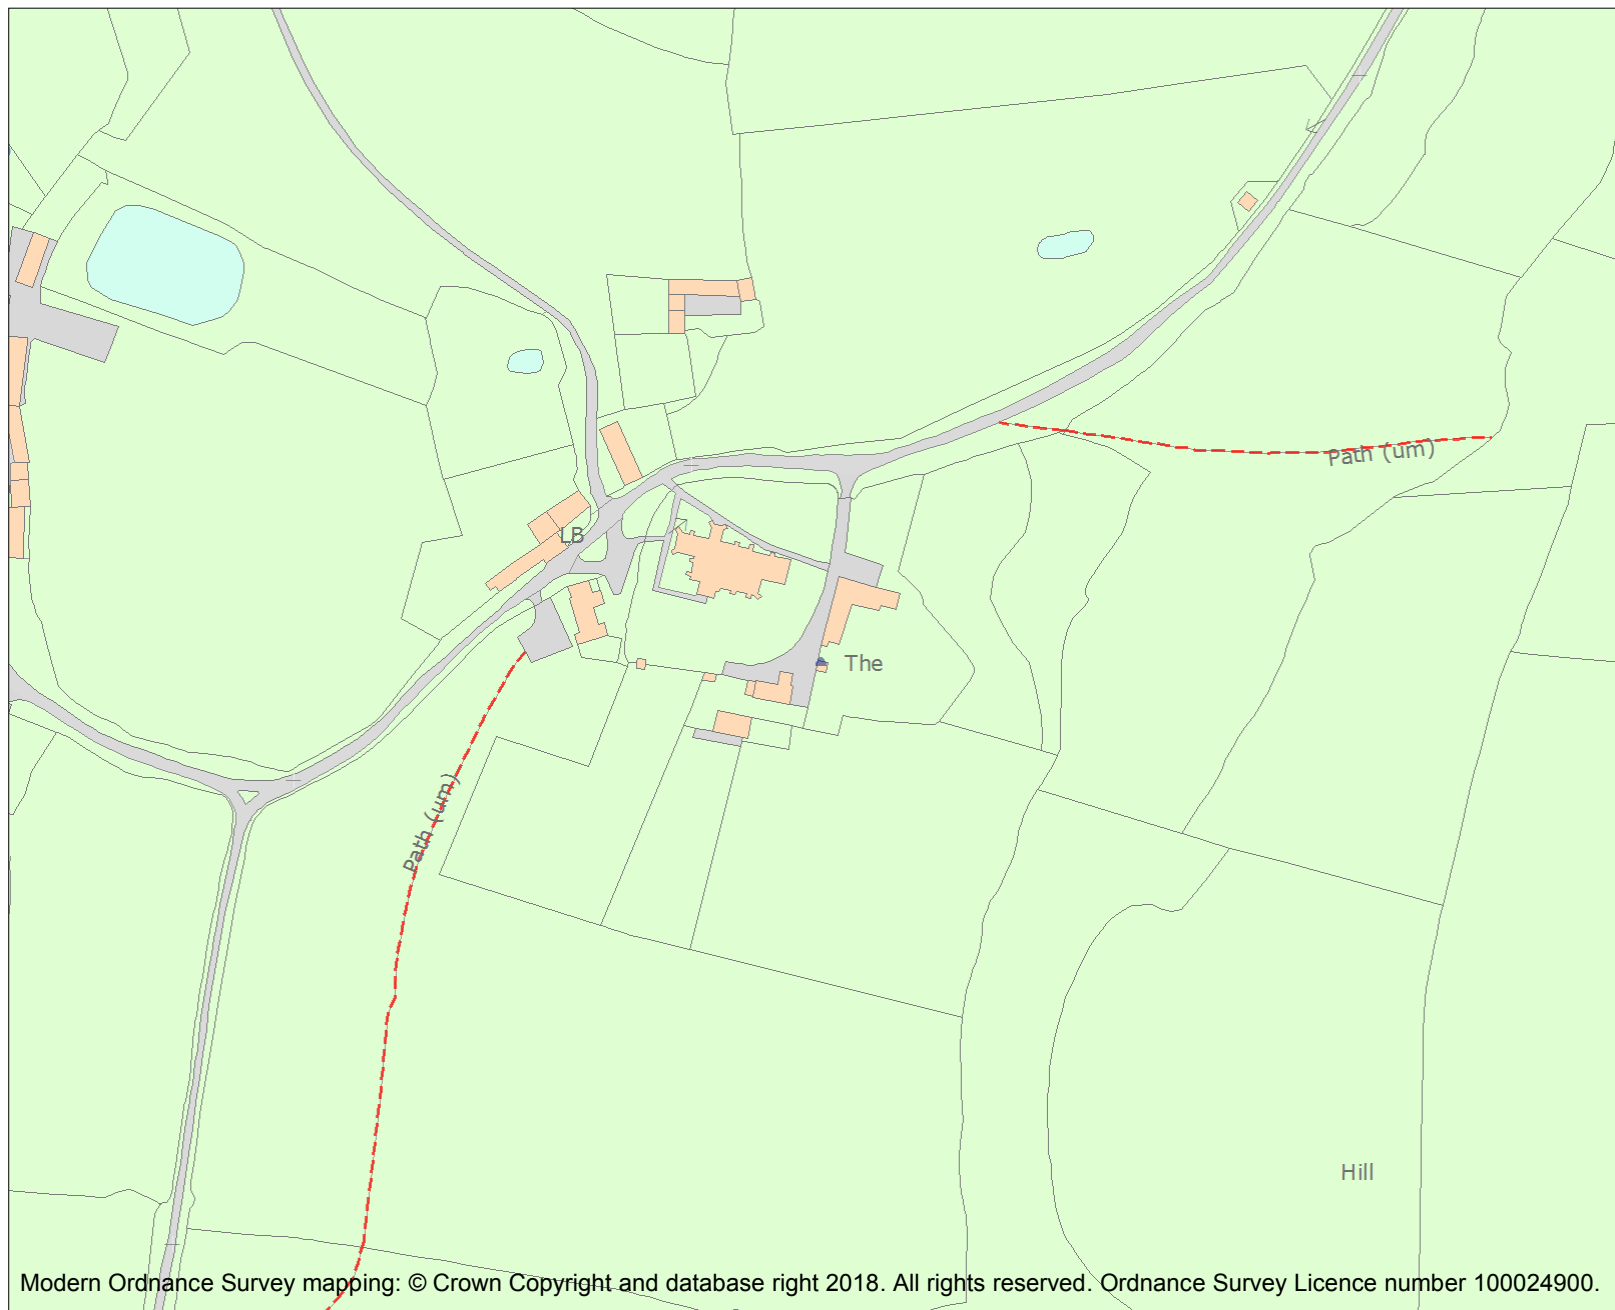 Path (um)
LB
The
Path (um)
Hill
Modern Ordnance Survey mapping: © Crown Copyright and database right 2018. All rights reserved. Ordnance Survey Licence number 100024900.